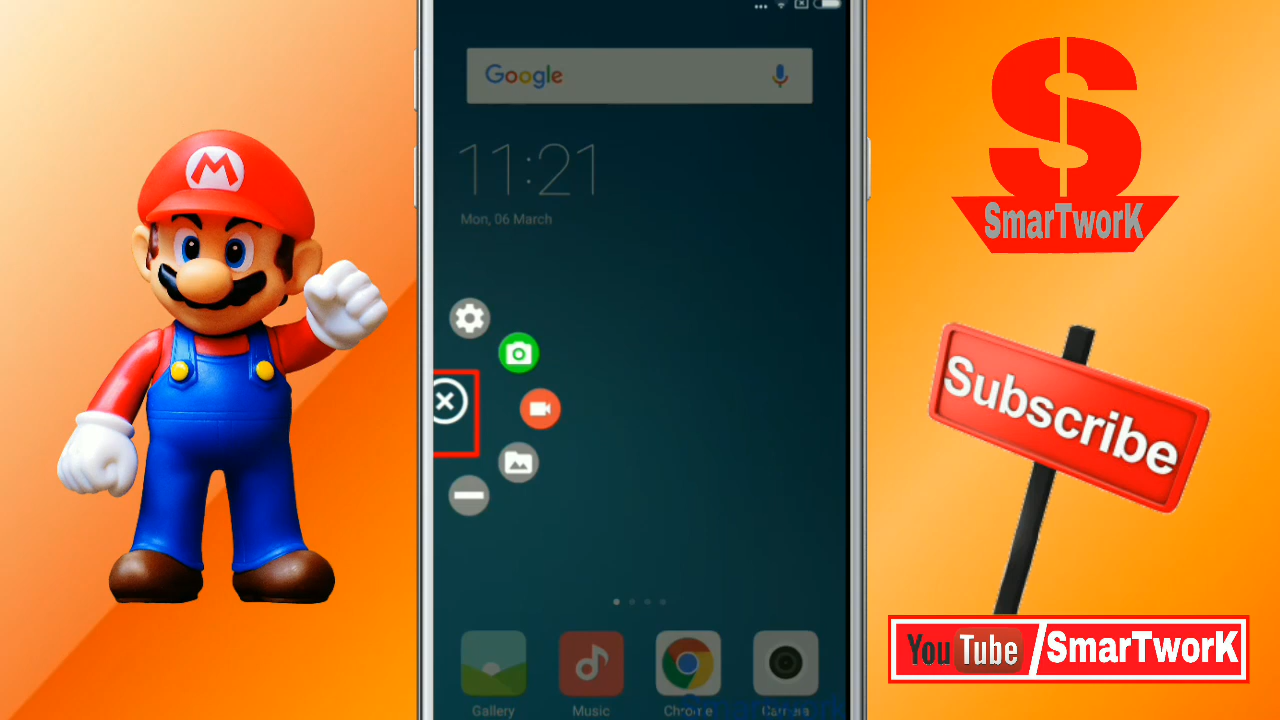 M
Google
11:21
Mon, 06 March
Gallery
Music
Chrome
Camera
S
SmarTworK
Subscribe
YouTube/SmarTworK